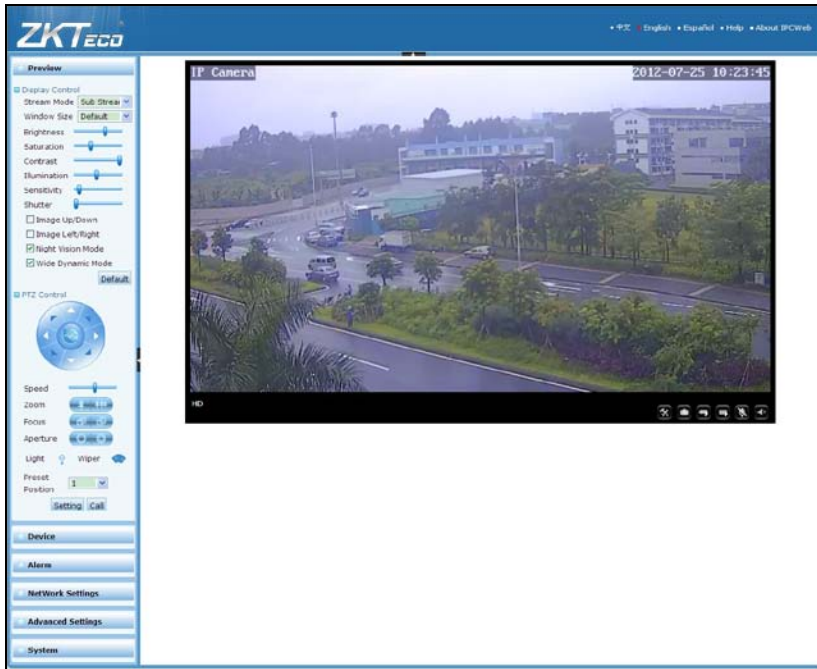 ZKTeco
中文 English Español Help About IPCWeb
Preview
Display Control
Stream Mode Sub Strear
Window Size Default
Brightness
Saturation
Contrast
Illumination
Sensitivity
Shutter
Image Up/Down
Image Left/Right
Night Vision Mode
Wide Dynamic Mode
Default
PTZ Control
Speed
Zoom
Focus
Aperture
Light Wiper
Preset Position 1
Setting Call
Device
Alarm
NetWork Settings
Advanced Settings
System
IP Camera 2012-07-25 10:23:45
HD